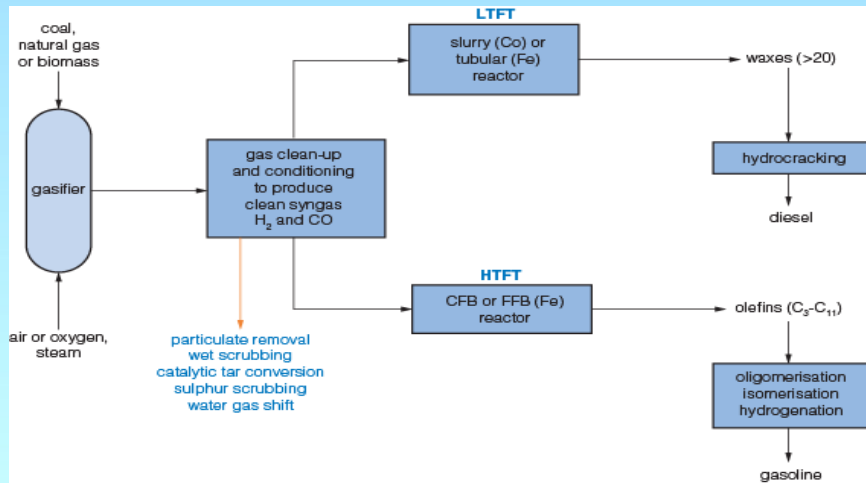 coal,
natural gas
or biomass
gasifier
air or oxygen,
steam
gas clean-up
and conditioning
to produce
clean syngas
H₂ and CO
particulate removal
wet scrubbing
catalytic tar conversion
sulphur scrubbing
water gas shift
LTFT
slurry (Co) or
tubular (Fe)
reactor
waxes (>20)
hydrocracking
diesel
HTFT
CFB or FFB (Fe)
reactor
olefins (C₃-C₁₁)
oligomerisation
isomerisation
hydrogenation
gasoline